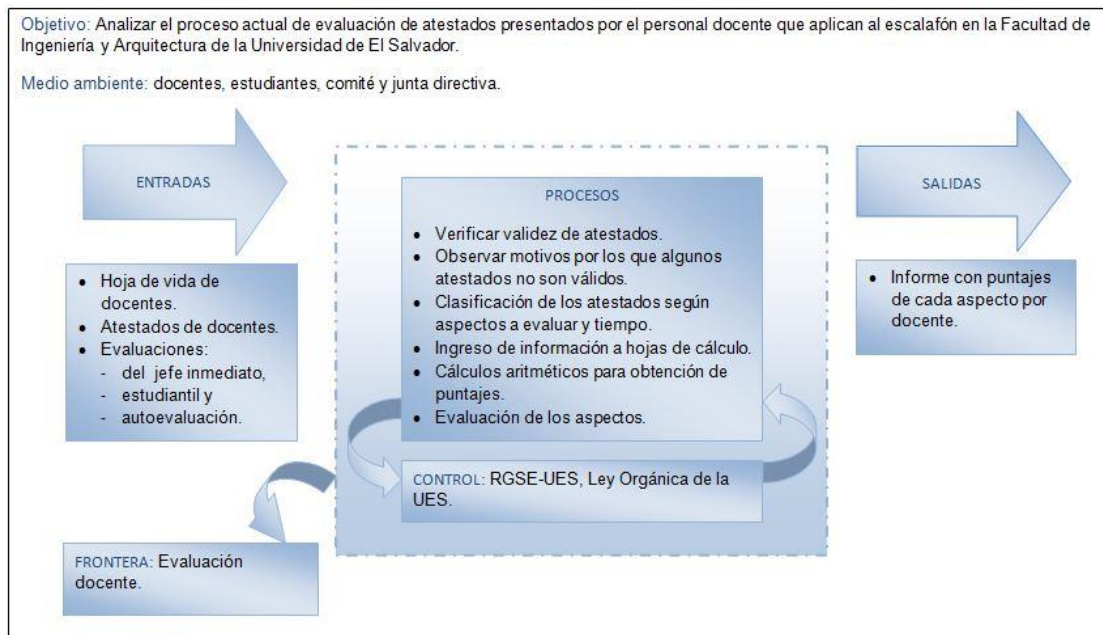 Objetivo: Analizar el proceso actual de evaluación de atestados presentados por el personal docente que aplican al escalafón en la Facultad de
Ingeniería y Arquitectura de la Universidad de El Salvador.
Medio ambiente: docentes, estudiantes, comité y junta directiva.
ENTRADAS
• Hoja de vida de
docentes.
• Atestados de docentes.
• Evaluaciones:
- del jefe inmediato,
- estudiantil y
- autoevaluación.
PROCESOS
• Verificar validez de atestados.
• Observar motivos por los que algunos
atestados no son válidos.
• Clasificación de los atestados según
aspectos a evaluar y tiempo.
• Ingreso de información a hojas de cálculo.
• Cálculos aritméticos para obtención de
puntajes.
• Evaluación de los aspectos.
CONTROL: RGSE-UES, Ley Orgánica de la
UES.
SALIDAS
• Informe con puntajes
de cada aspecto por
docente.
FRONTERA: Evaluación
docente.